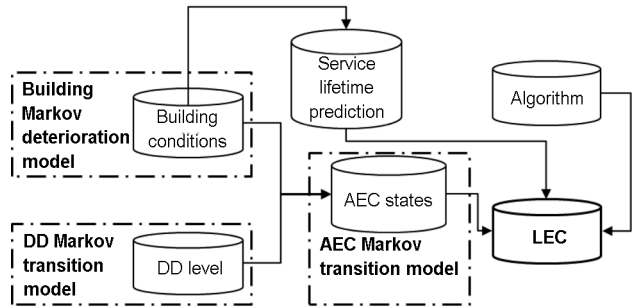 Building
Markov
deterioration
model
Building
conditions
Service
lifetime
prediction
Algorithm
DD Markov
transition
model
DD level
AEC states
AEC Markov
transition model
LEC